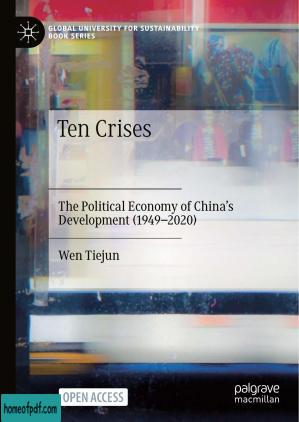 GLOBAL UNIVERSITY FOR SUSTAINABILITY
BOOK SERIES
Ten Crises
The Political Economy of China's
Development (1949–2020)
Wen Tiejun
OPEN ACCESS
palgrave
macmillan
homeofpdf.com